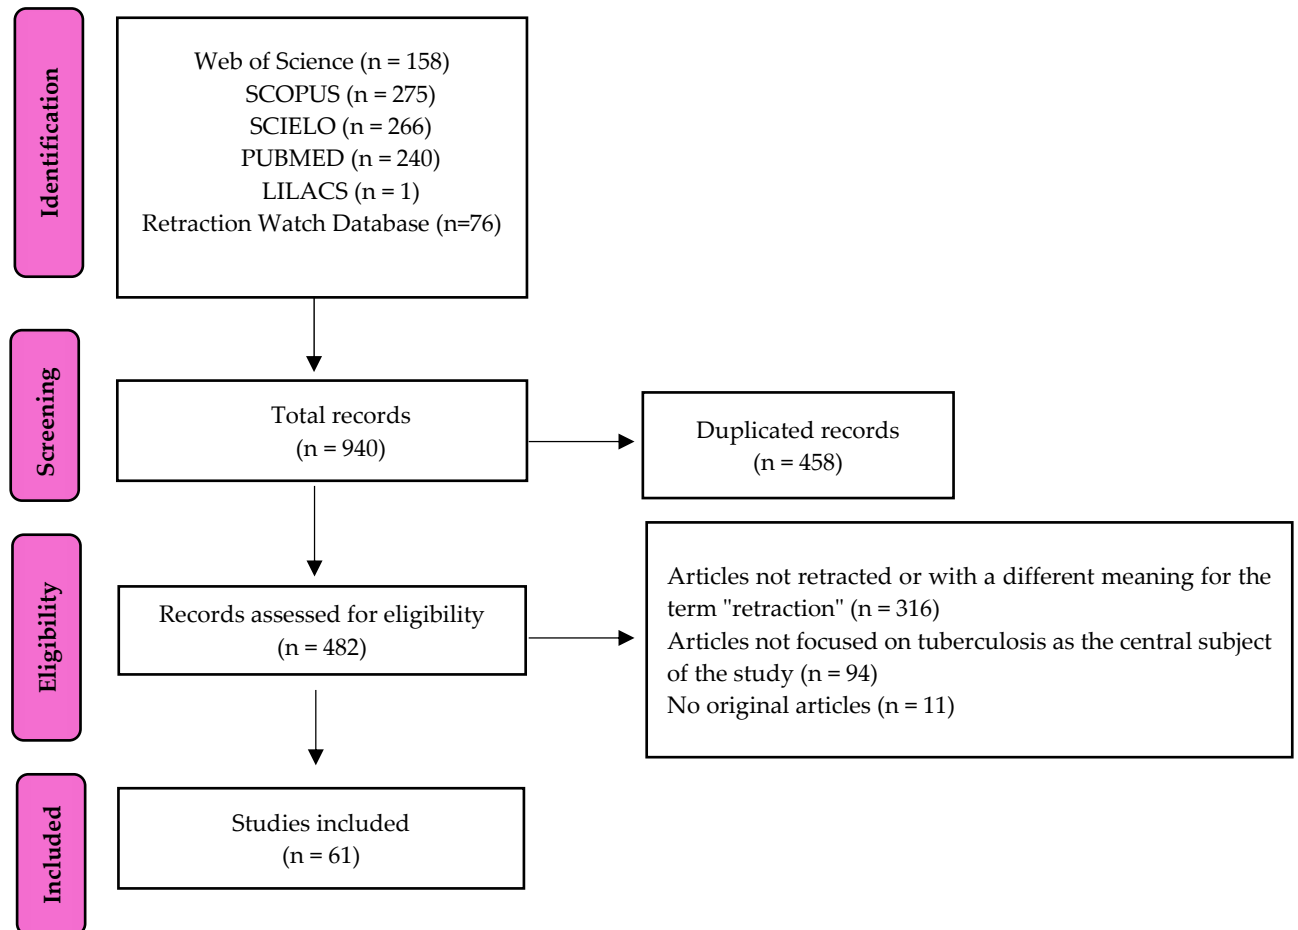 Identification
Web of Science (n = 158)
SCOPUS (n = 275)
SCIELO (n = 266)
PUBMED (n = 240)
LILACS (n = 1)
Retraction Watch Database (n=76)
Screening
Total records
(n = 940)
Duplicated records
(n = 458)
Eligibility
Records assessed for eligibility
(n = 482)
Articles not retracted or with a different meaning for the
term "retraction" (n = 316)
Articles not focused on tuberculosis as the central subject
of the study (n = 94)
No original articles (n = 11)
Included
Studies included
(n = 61)